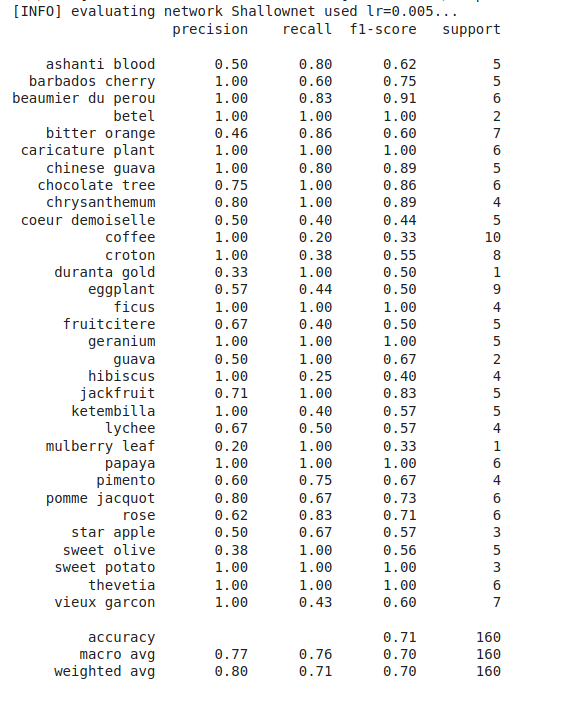 [INFO] evaluating network Shallownet used lr=0.005...
precision recall f1-score support
ashanti blood 0.50 0.80 0.62 5
barbados cherry 1.00 0.60 0.75 5
beaumier du perou 1.00 0.83 0.91 6
betel 1.00 1.00 1.00 2
bitter orange 0.46 0.86 0.60 7
caricature plant 1.00 1.00 1.00 6
chinese guava 1.00 0.80 0.89 5
chocolate tree 0.75 1.00 0.86 6
chrysanthemum 0.80 1.00 0.89 4
coeur demoiselle 0.50 0.40 0.44 5
coffee 1.00 0.20 0.33 10
croton 1.00 0.38 0.55 8
duranta gold 0.33 1.00 0.50 1
eggplant 0.57 0.44 0.50 9
ficus 1.00 1.00 1.00 4
fruitcitere 0.67 0.40 0.50 5
geranium 1.00 1.00 1.00 5
guava 0.50 1.00 0.67 2
hibiscus 1.00 0.25 0.40 4
jackfruit 0.71 1.00 0.83 5
ketembilla 1.00 0.40 0.57 5
lychee 0.67 0.50 0.57 4
mulberry leaf 0.20 1.00 0.33 1
papaya 1.00 1.00 1.00 6
pimento 0.60 0.75 0.67 4
pomme jacquot 0.80 0.67 0.73 6
rose 0.62 0.83 0.71 6
star apple 0.50 0.67 0.57 3
sweet olive 0.38 1.00 0.56 5
sweet potato 1.00 1.00 1.00 3
thevetia 1.00 1.00 1.00 6
vieux garcon 1.00 0.43 0.60 7
accuracy 0.71 160
macro avg 0.77 0.76 0.70 160
weighted avg 0.80 0.71 0.70 160